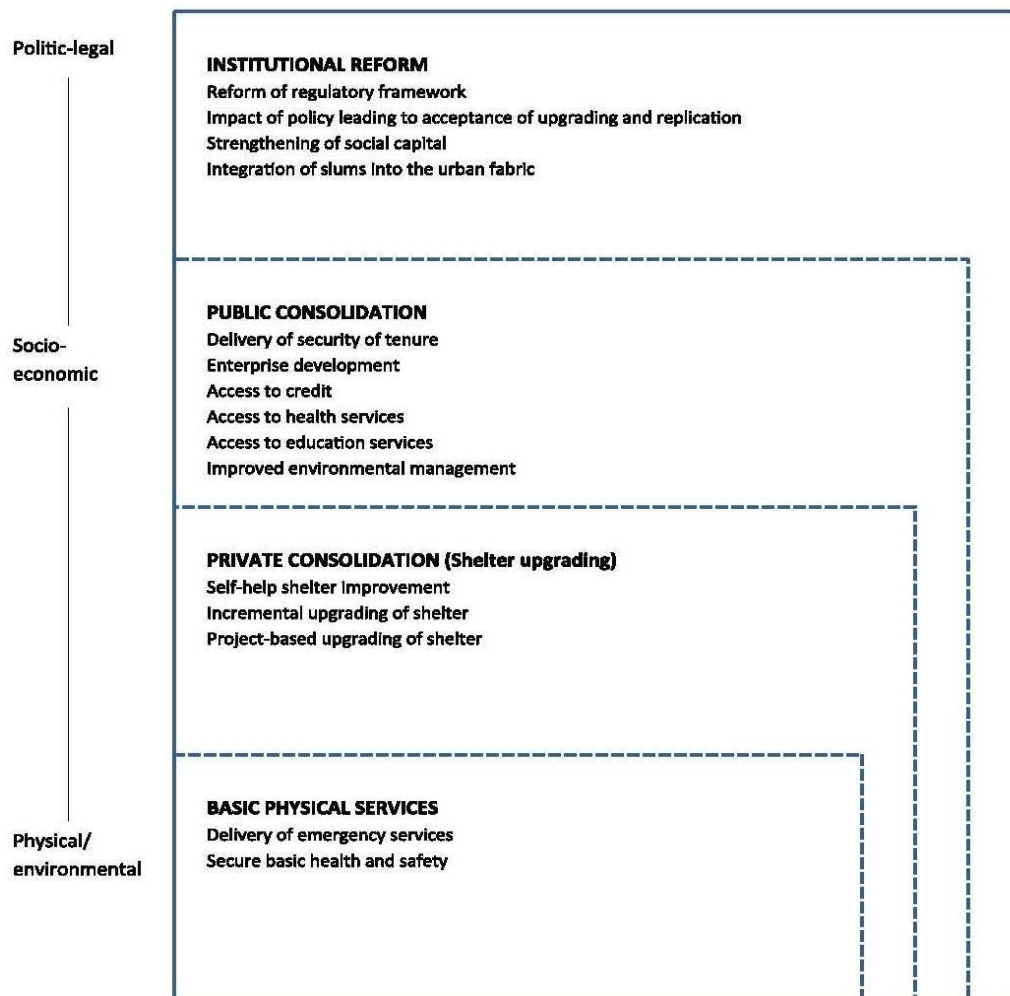 Politic-legal
INSTITUTIONAL REFORM
Reform of regulatory framework
Impact of policy leading to acceptance of upgrading and replication
Strengthening of social capital
Integration of slums into the urban fabric
Socio-
economic
PUBLIC CONSOLIDATION
Delivery of security of tenure
Enterprise development
Access to credit
Access to health services
Access to education services
Improved environmental management
PRIVATE CONSOLIDATION (Shelter upgrading)
Self-help shelter improvement
Incremental upgrading of shelter
Project-based upgrading of shelter
Physical/
environmental
BASIC PHYSICAL SERVICES
Delivery of emergency services
Secure basic health and safety